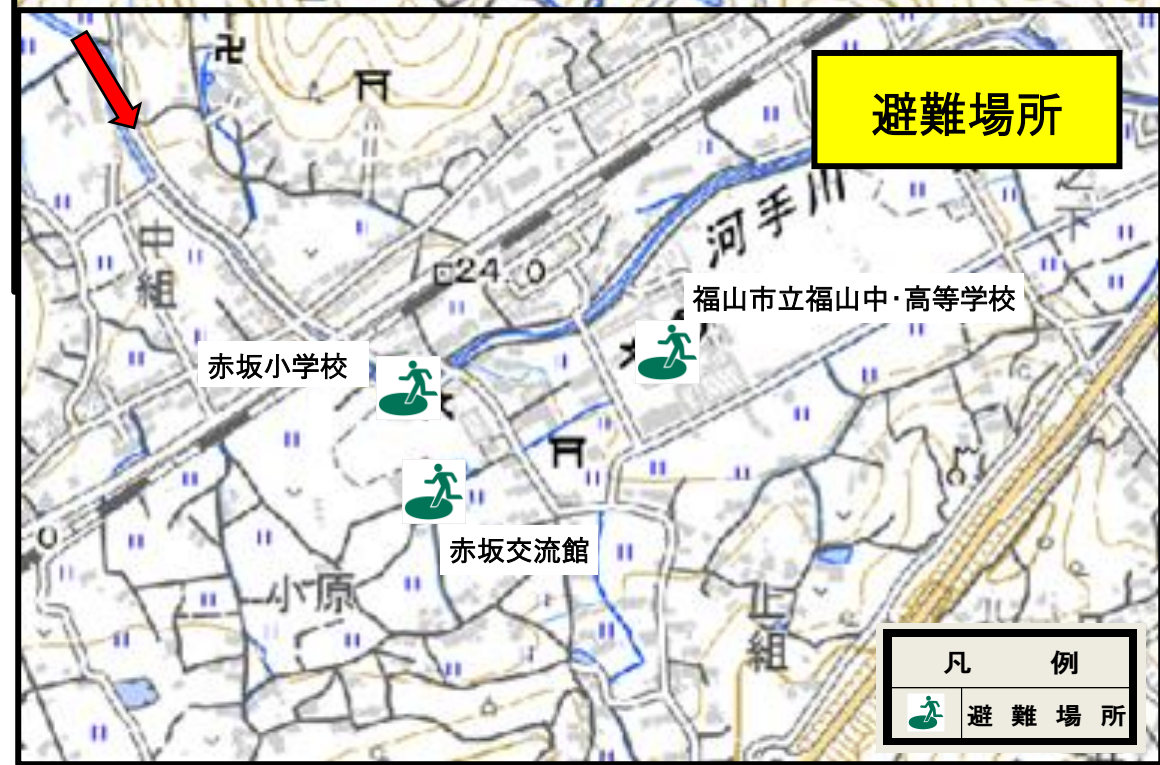 避難場所
河手川
中組
24.0
福山市立福山中・高等学校
赤坂小学校
赤坂交流館
小原
上組
下
凡 例
避難場所